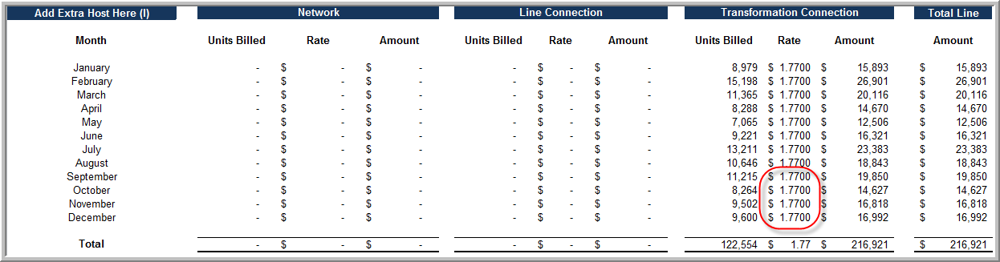 Add Extra Host Here (I) Network Line Connection Transformation Connection Total Line
Month Units Billed Rate Amount Units Billed Rate Amount Units Billed Rate Amount Amount
January - $ - $ - - $ - $ - 8,979 $ 1.7700 $ 15,893 $ 15,893
February - $ - $ - - $ - $ - 15,198 $ 1.7700 $ 26,901 $ 26,901
March - $ - $ - - $ - $ - 11,365 $ 1.7700 $ 20,116 $ 20,116
April - $ - $ - - $ - $ - 8,288 $ 1.7700 $ 14,670 $ 14,670
May - $ - $ - - $ - $ - 7,065 $ 1.7700 $ 12,506 $ 12,506
June - $ - $ - - $ - $ - 9,221 $ 1.7700 $ 16,321 $ 16,321
July - $ - $ - - $ - $ - 13,211 $ 1.7700 $ 23,383 $ 23,383
August - $ - $ - - $ - $ - 10,646 $ 1.7700 $ 18,843 $ 18,843
September - $ - $ - - $ - $ - 11,215 $ 1.7700 $ 19,850 $ 19,850
October - $ - $ - - $ - $ - 8,264 $ 1.7700 $ 14,627 $ 14,627
November - $ - $ - - $ - $ - 9,502 $ 1.7700 $ 16,818 $ 16,818
December - $ - $ - - $ - $ - 9,600 $ 1.7700 $ 16,992 $ 16,992
Total - $ - $ - - $ - $ - 122,554 $ 1.77 $ 216,921 $ 216,921